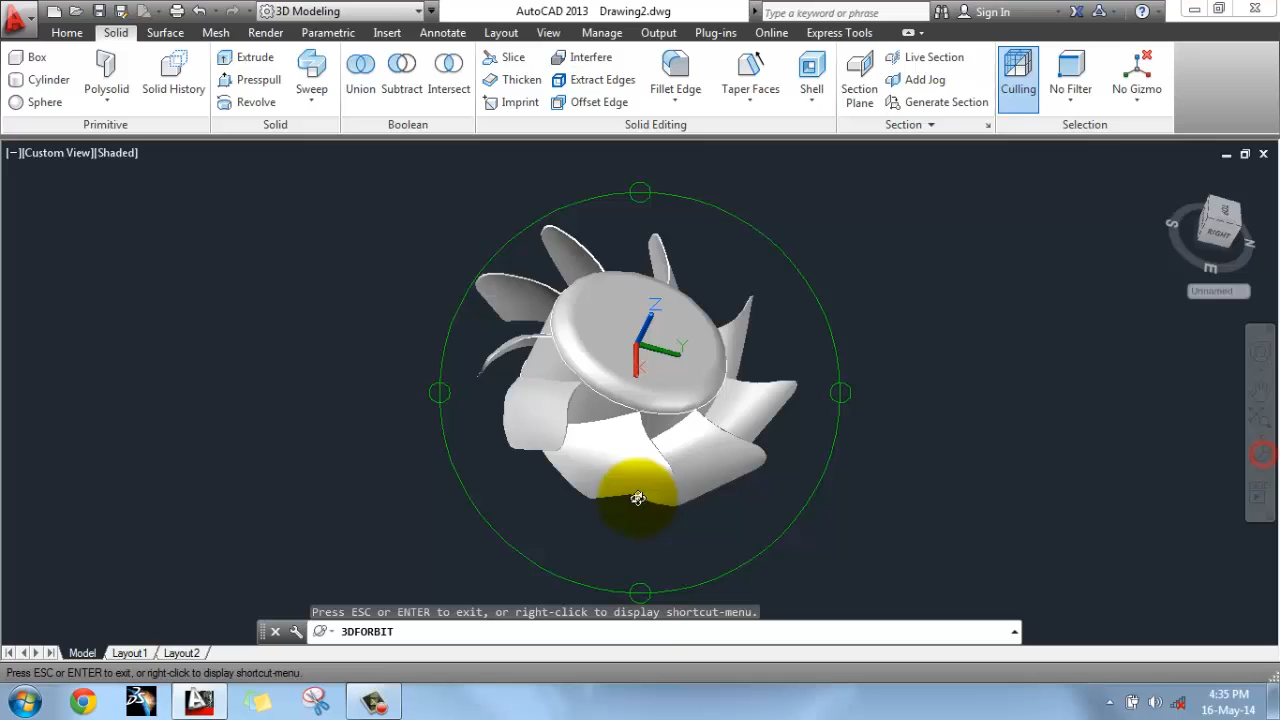 3D Modeling
AutoCAD 2013 Drawing2.dwg
Type a keyword or phrase
Sign In
Home Solid Surface Mesh Render Parametric Insert Annotate Layout View Manage Output Plug-ins Online Express Tools
Box
Cylinder
Sphere
Polysolid
Solid History
Extrude
Presspull
Revolve
Sweep
Union
Subtract
Intersect
Slice
Thicken
Imprint
Interfere
Extract Edges
Offset Edge
Fillet Edge
Taper Faces
Shell
Section
Plane
Live Section
Add Jog
Generate Section
Culling
No Filter
No Gizmo
Primitive
Solid
Boolean
Solid Editing
Section
Selection
[−][Custom View][Shaded]
Z
Y
X
S
N
E
RIGHT
Unnamed
Press ESC or ENTER to exit, or right-click to display shortcut-menu.
3DFORBIT
Model Layout1 Layout2
Press ESC or ENTER to exit, or right-click to display shortcut-menu.
4:35 PM
16-May-14